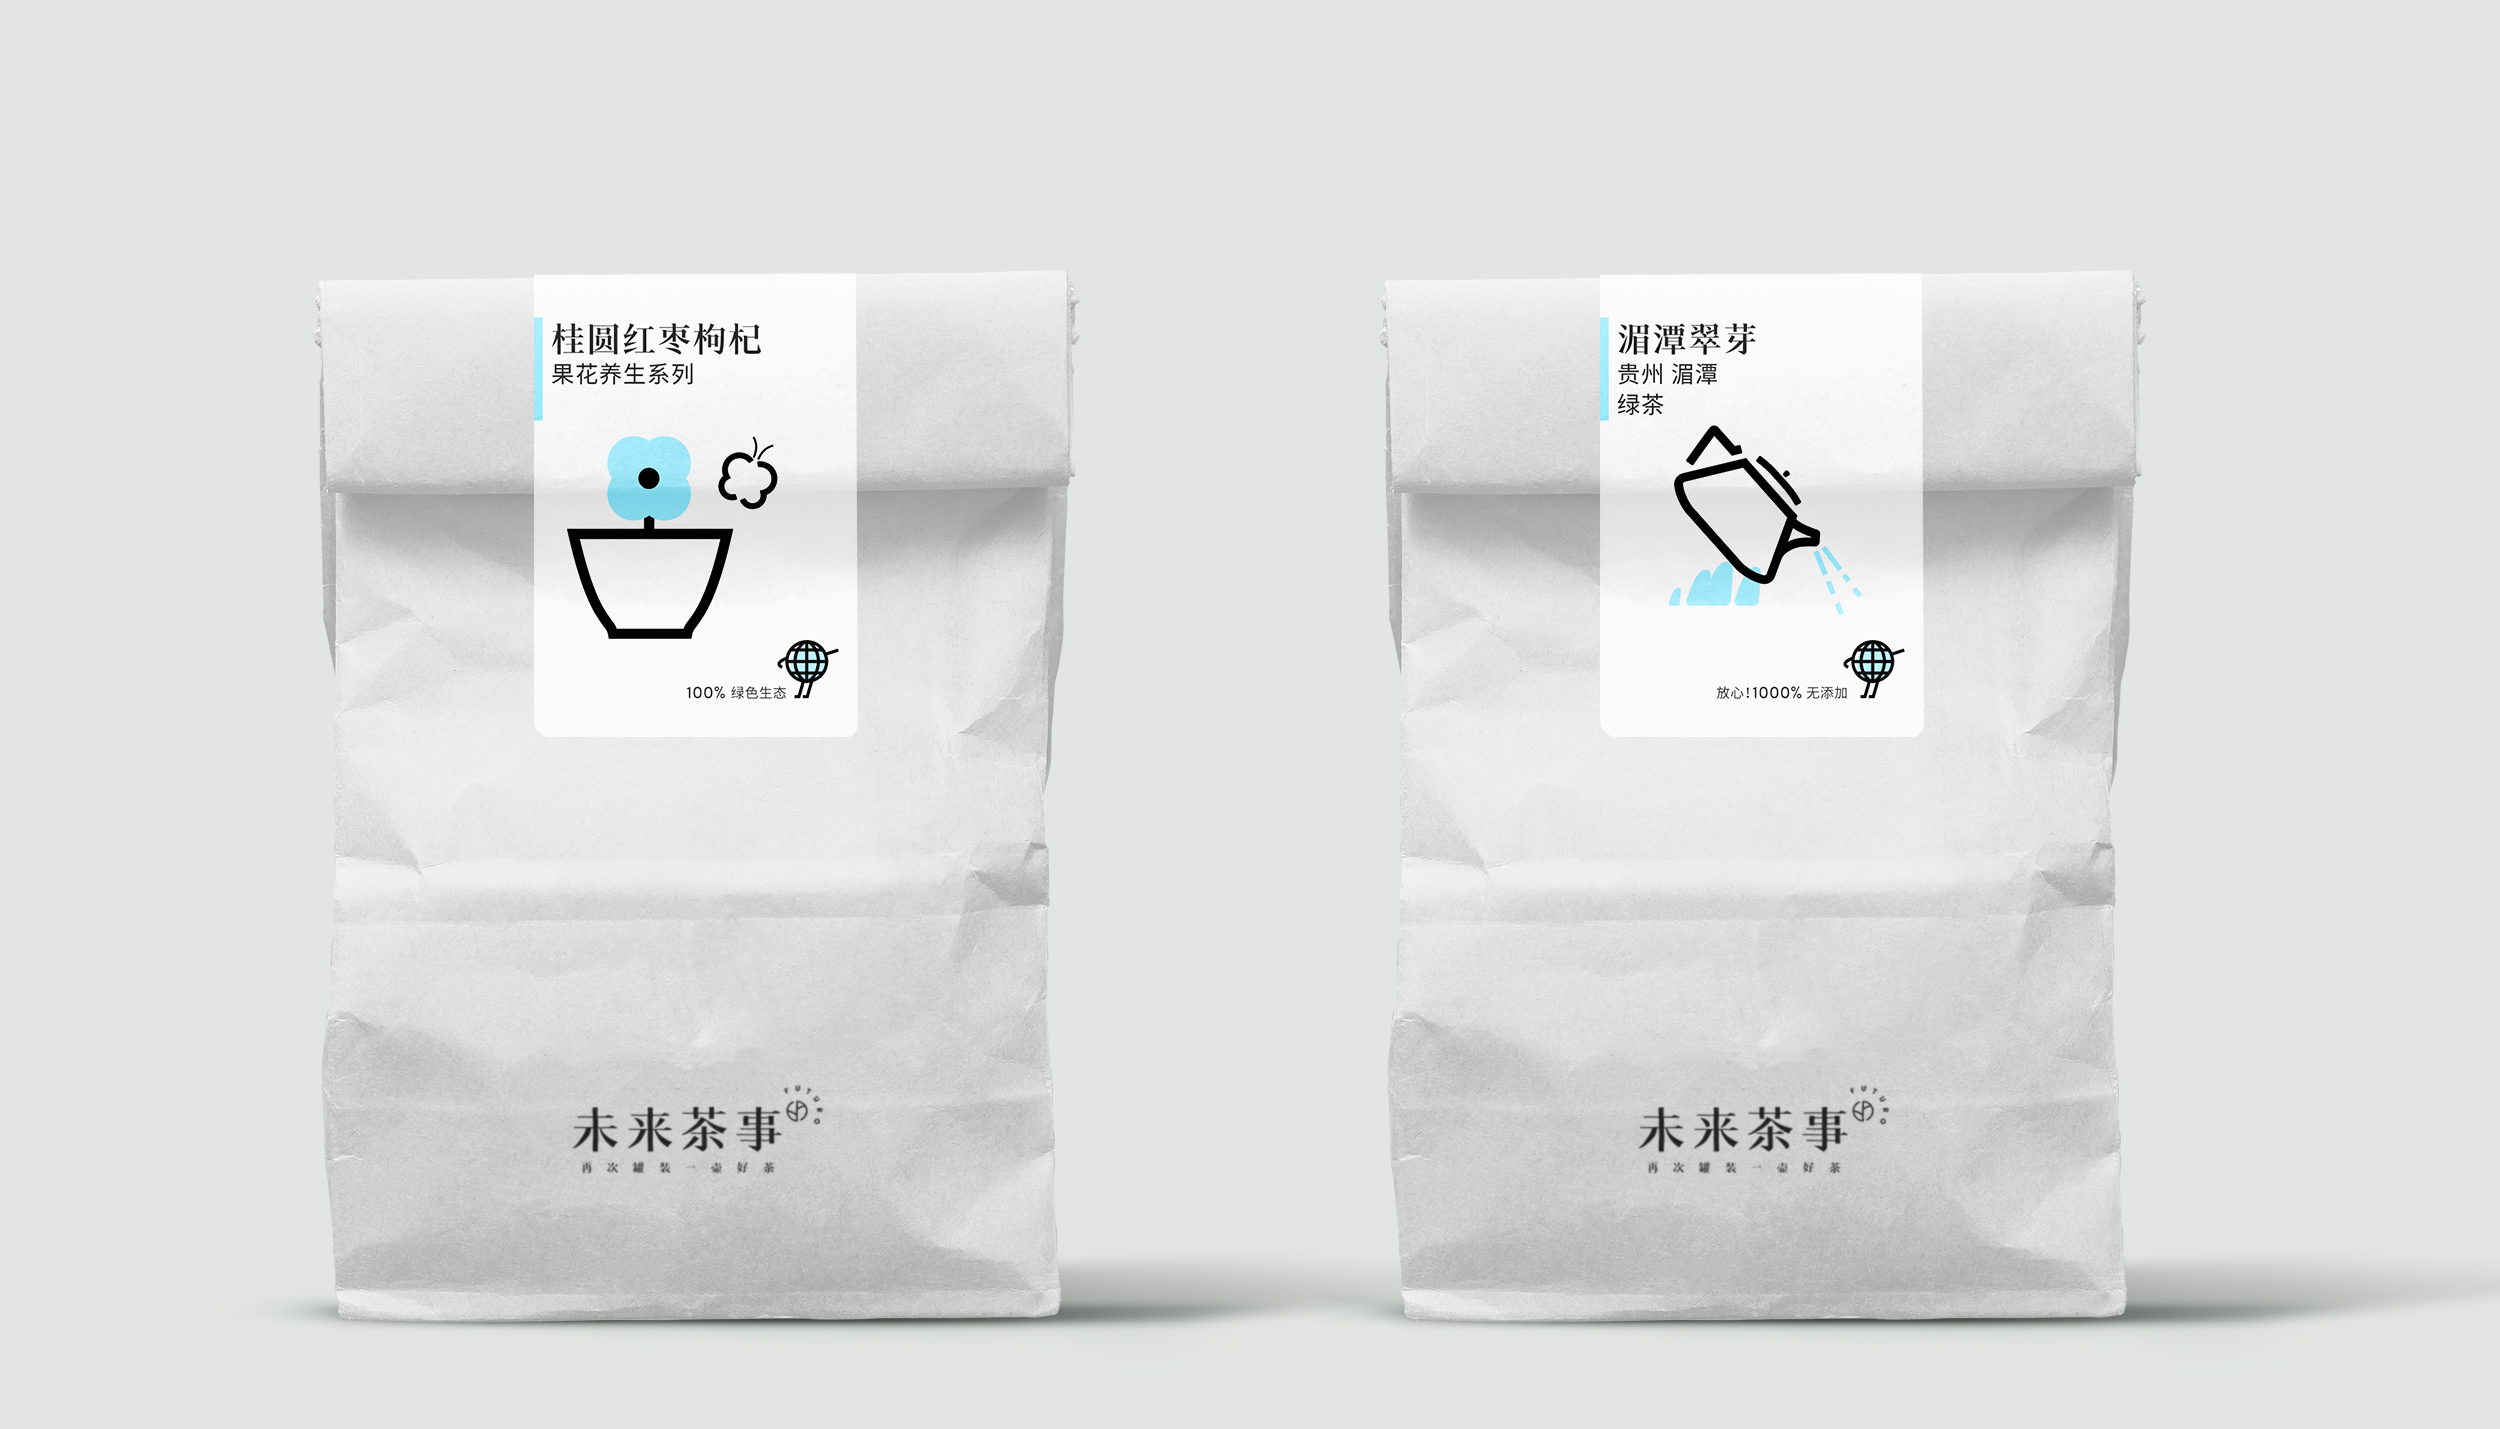 桂圆红枣枸杞
果花养生系列
100% 绿色生态
未来茶事
FUTURO
再次罐装一壶好茶
湄潭翠芽
贵州 湄潭
绿茶
放心!1000% 无添加
未来茶事
FUTURO
再次罐装一壶好茶